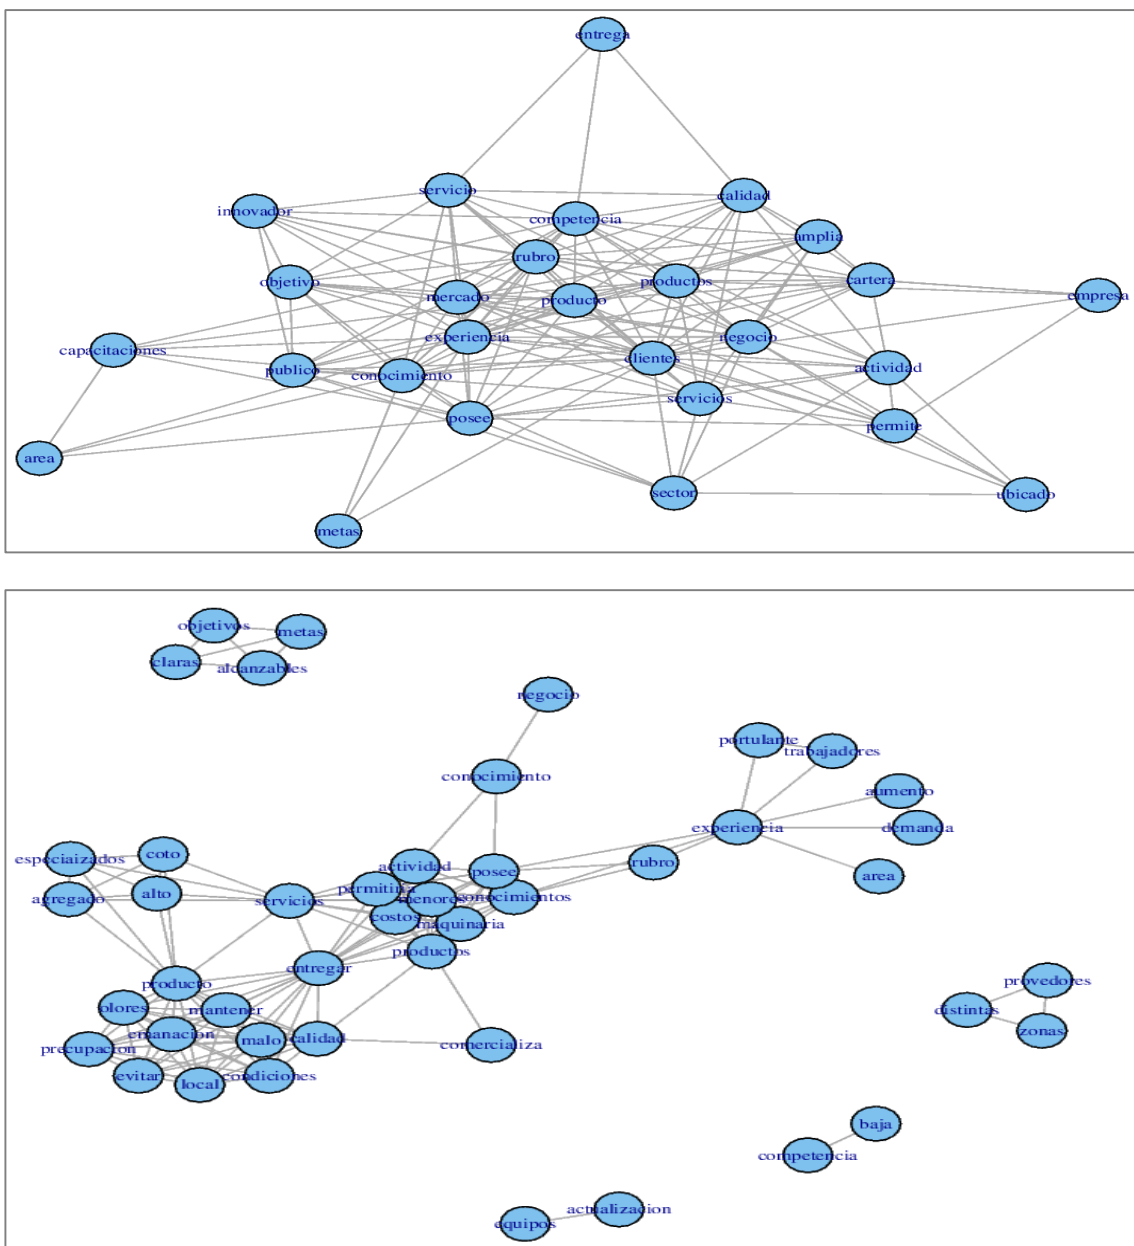 entrega
servicio
calidad
innovador
competencia
amplia
rubro
objetivo
productos
cartera
mercado
producto
empresa
experiencia
negocio
capacitaciones
clientes
publico
conocimiento
actividad
servicios
posee
permite
area
sector
ubicado
metas
objetivos
metas
claras
alcanzables
negocio
portulante
trabajadores
conocimiento
aumento
experiencia
demanda
especiaizados
coto
rubro
actividad
posee
area
permitiria
agregado
alto
servicios
menores
conocimientos
costos
maquinaria
productos
entregar
producto
provedores
olores
mantener
distintas
emanacion
malo
calidad
zonas
precupacion
comercializa
evitar
local
condiciones
baja
competencia
actualizacion
equipos